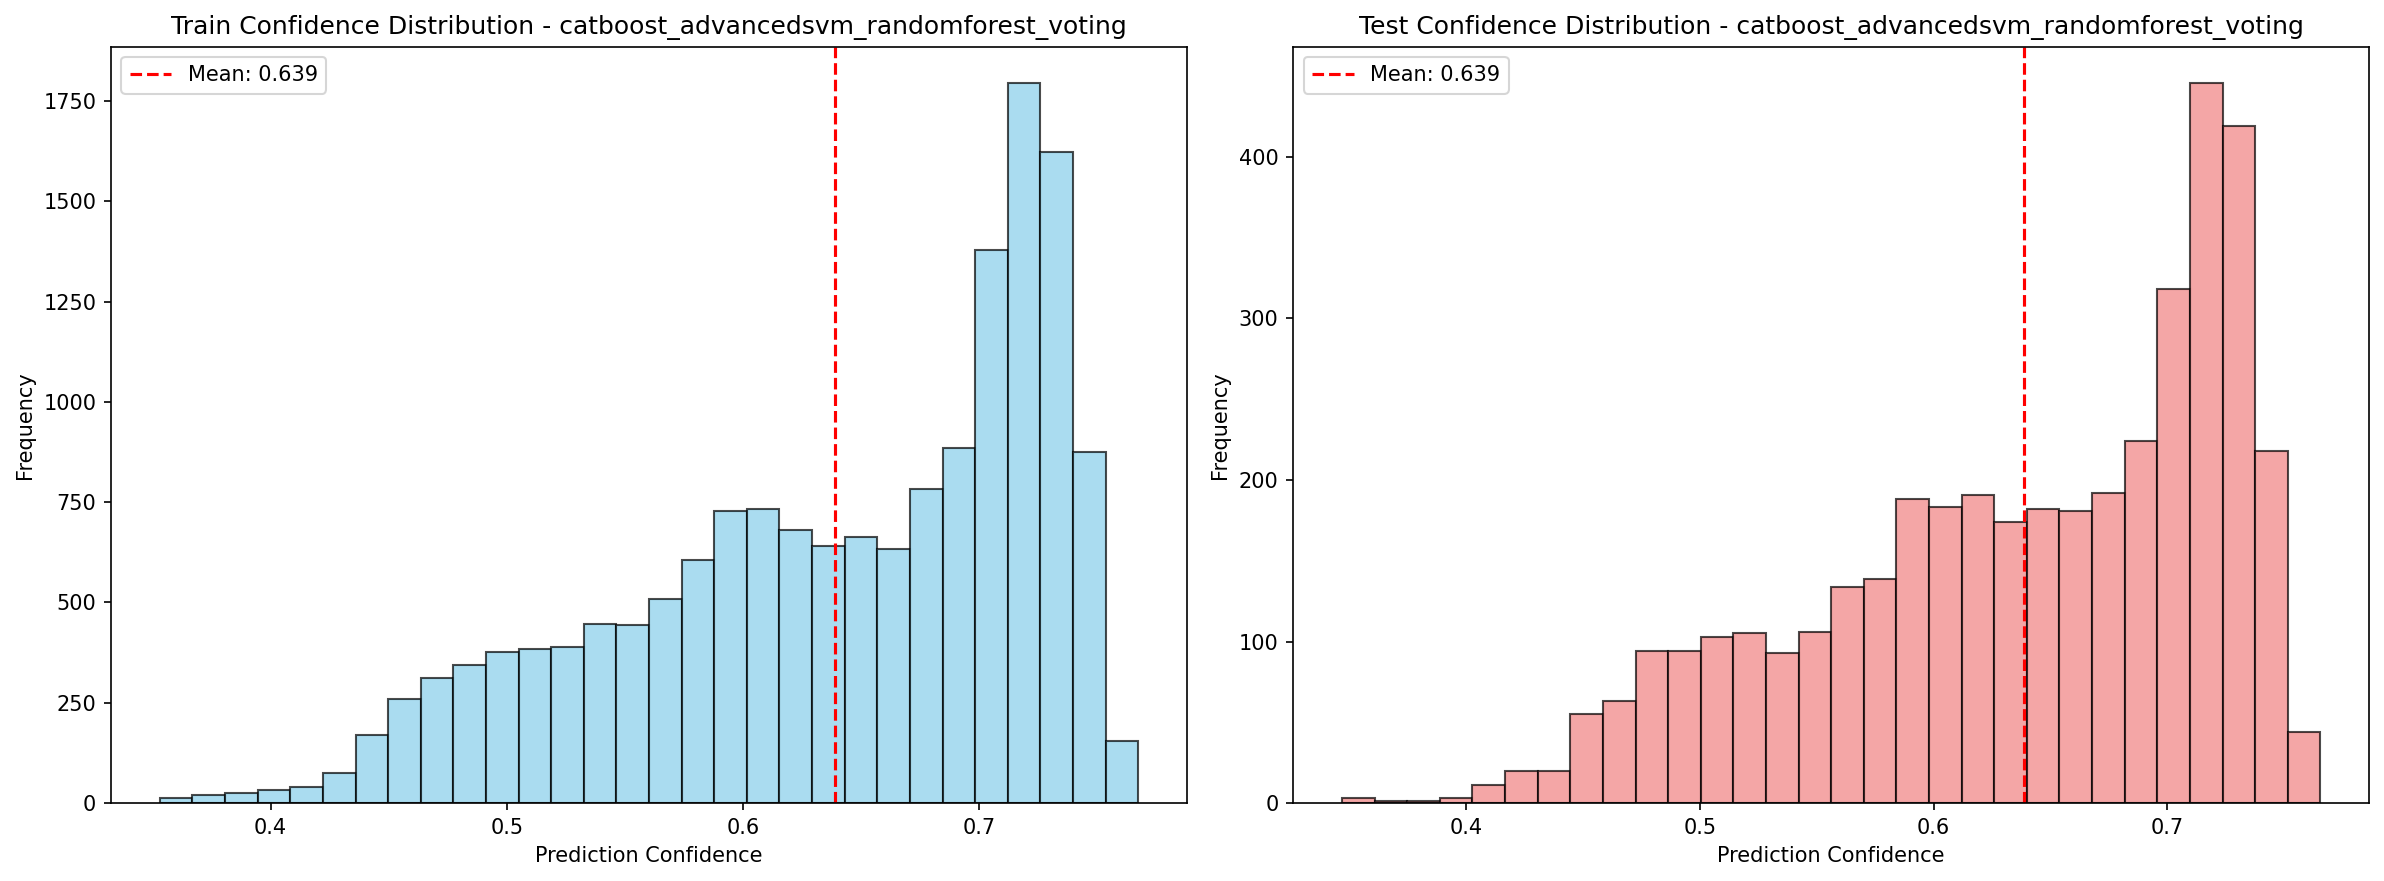 Train Confidence Distribution - catboost_advancedsvm_randomforest_voting
Mean: 0.639
1750
1500
1250
1000
750
500
250
0
Frequency
0.4 0.5 0.6 0.7
Prediction Confidence
Test Confidence Distribution - catboost_advancedsvm_randomforest_voting
Mean: 0.639
400
300
200
100
0
Frequency
0.4 0.5 0.6 0.7
Prediction Confidence